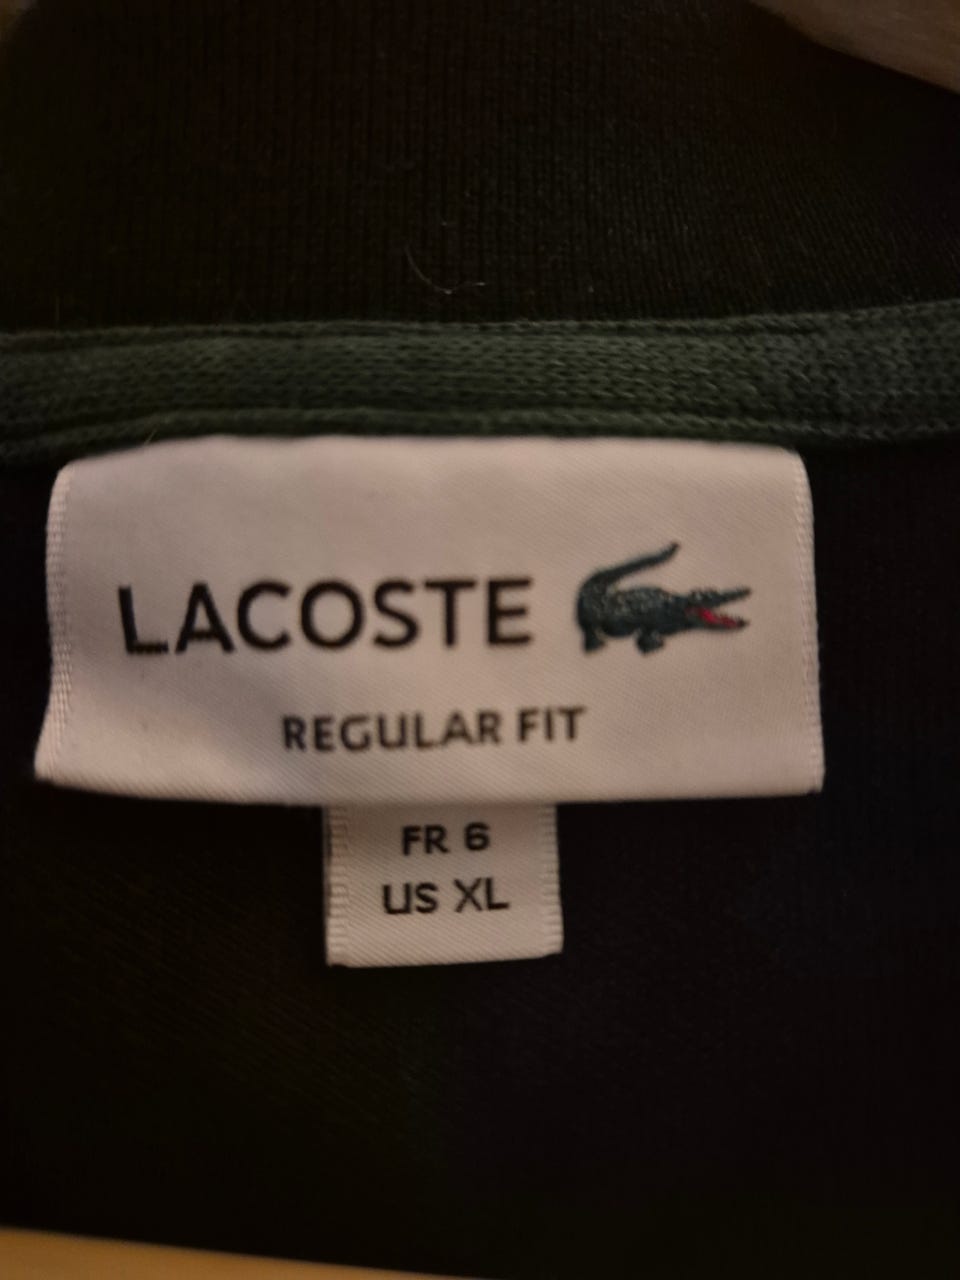 LACOSTE
REGULAR FIT
FR 6
US XL